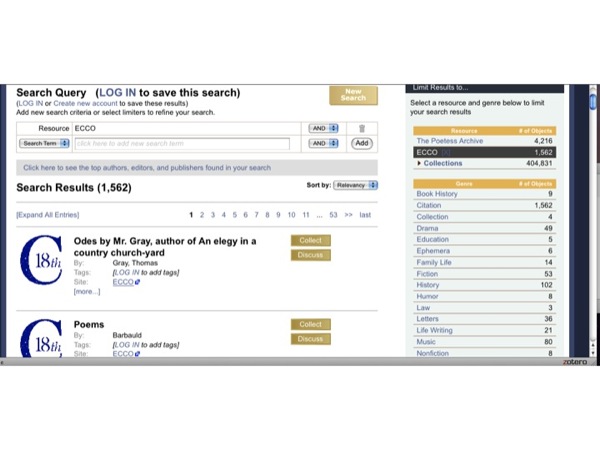 Search Query (LOG IN to save this search)
New Search
(LOG IN or Create new account to save these results)
Add new search criteria or select limiters to refine your search.
Resource ECCO AND
Search Term click here to add new search term AND Add
Click here to see the top authors, editors, and publishers found in your search
Search Results (1,562) Sort by: Relevancy
[Expand All Entries] 1 2 3 4 5 6 7 8 9 10 11 ... 53 >> last
18th
Odes by Mr. Gray, author of An elegy in a
country church-yard
By: Gray, Thomas
Tags: [LOG IN to add tags]
Site: ECCO
[more...]
Collect
Discuss
18th
Poems
By: Barbauld
Tags: [LOG IN to add tags]
Site: ECCO
Collect
Discuss
Limit Results to...
Select a resource and genre below to limit
your search results
Resource # of Objects
The Poetess Archive 4,216
ECCO 1,562
Collections 404,831
Genre # of Objects
Book History 9
Citation 1,562
Collection 4
Drama 49
Education 5
Ephemera 6
Family Life 14
Fiction 53
History 102
Humor 8
Law 3
Letters 36
Life Writing 21
Music 80
Nonfiction 8
zotero